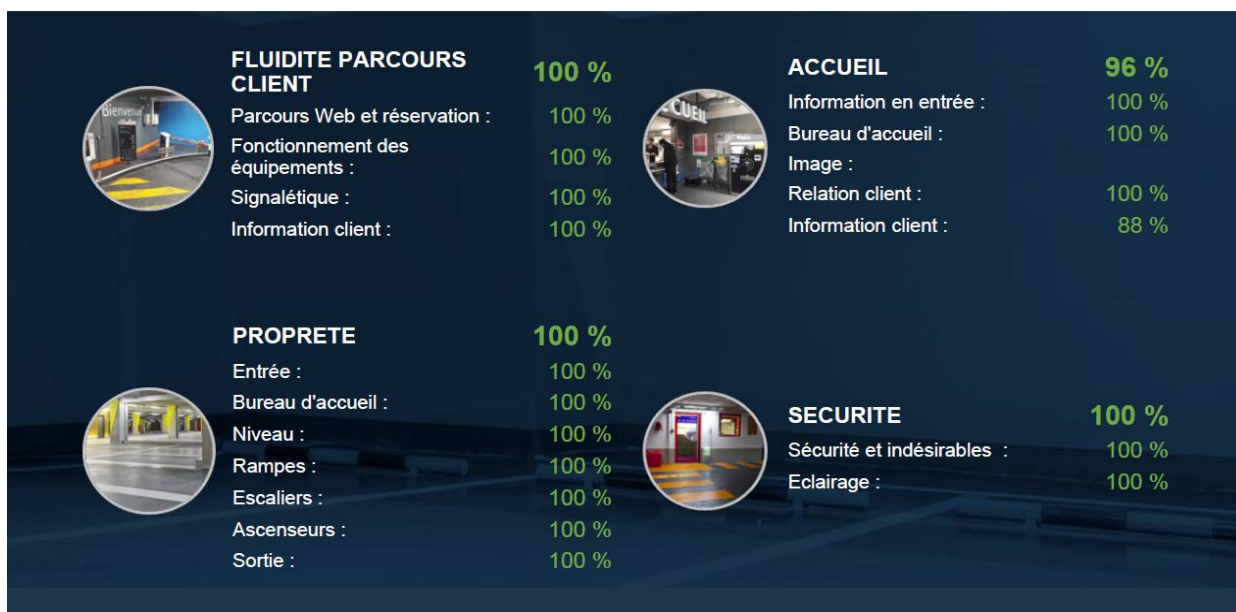 FLUIDITE PARCOURS
CLIENT 100 %
Parcours Web et réservation : 100 %
Fonctionnement des
équipements : 100 %
Signalétique : 100 %
Information client : 100 %
ACCUEIL 96 %
Information en entrée : 100 %
Bureau d'accueil : 100 %
Image :
Relation client : 100 %
Information client : 88 %
PROPRETE 100 %
Entrée : 100 %
Bureau d'accueil : 100 %
Niveau : 100 %
Rampes : 100 %
Escaliers : 100 %
Ascenseurs : 100 %
Sortie : 100 %
SECURITE 100 %
Sécurité et indésirables : 100 %
Eclairage : 100 %
Bienvenue
CUEIL